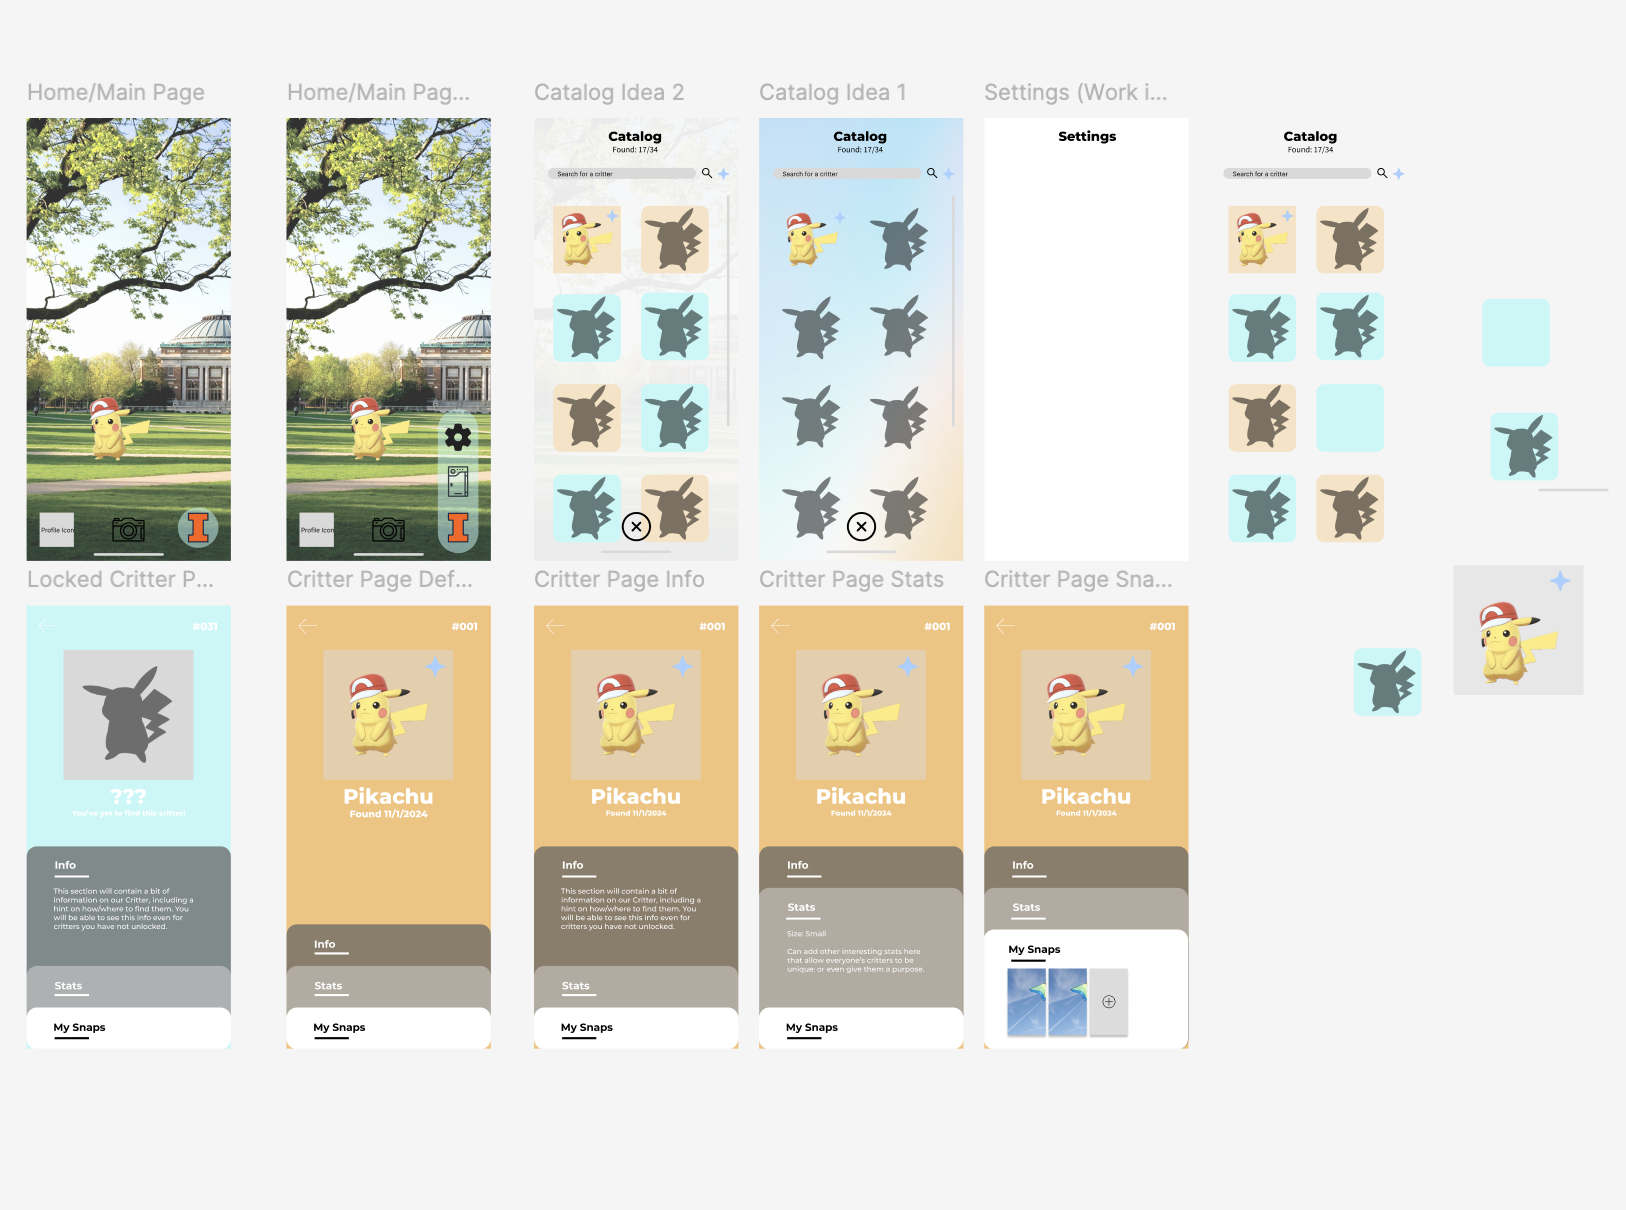 Home/Main Page
Home/Main Pag...
Catalog Idea 2
Catalog Idea 1
Settings (Work i...
Profile Icon
Profile Icon
Catalog
Found: 17/34
Search for a critter
Catalog
Found: 17/34
Search for a critter
Settings
Catalog
Found: 17/34
Search for a critter
Locked Critter P...
Critter Page Def...
Critter Page Info
Critter Page Stats
Critter Page Sna...
#031
???
You've yet to find this critter!
Info
This section will contain a bit of
information on our Critter, including a
hint on how/where to find them. You
will be able to see this info even for
critters you have not unlocked.
Stats
My Snaps
#001
Pikachu
Found 11/1/2024
Info
Stats
My Snaps
#001
Pikachu
Found 11/1/2024
Info
This section will contain a bit of
information on our Critter, including a
hint on how/where to find them. You
will be able to see this info even for
critters you have not unlocked.
Stats
My Snaps
#001
Pikachu
Found 11/1/2024
Info
Stats
Size: Small
Can add other interesting stats here
that allow everyone's critters to be
unique: or even give them a purpose.
My Snaps
#001
Pikachu
Found 11/1/2024
Info
Stats
My Snaps